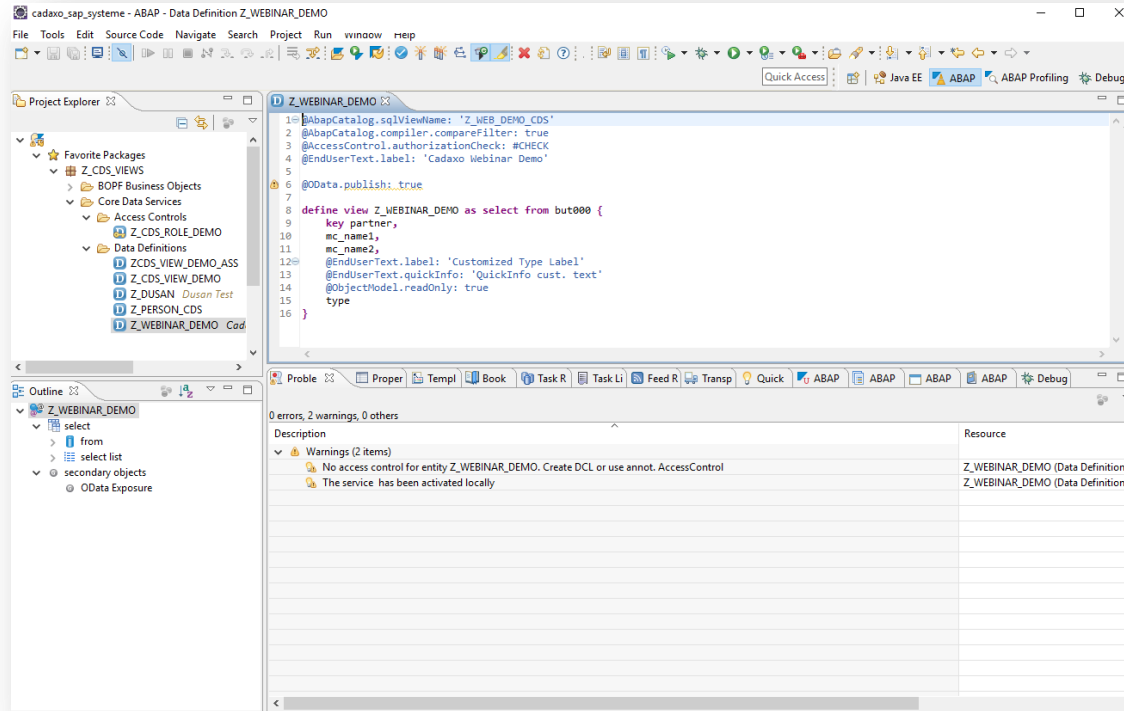 cadaxo_sap_systeme - ABAP - Data Definition Z_WEBINAR_DEMO
File Tools Edit Source Code Navigate Search Project Run Window Help
Quick Access Java EE ABAP ABAP Profiling Debug
Project Explorer
Favorite Packages
Z_CDS_VIEWS
BOPF Business Objects
Core Data Services
Access Controls
Z_CDS_ROLE_DEMO
Data Definitions
ZCDS_VIEW_DEMO_ASS
Z_CDS_VIEW_DEMO
Z_DUSAN Dusan Test
Z_PERSON_CDS
Z_WEBINAR_DEMO Cad
Outline
Z_WEBINAR_DEMO
select
from
select list
secondary objects
OData Exposure
Z_WEBINAR_DEMO
1 @AbapCatalog.sqlViewName: 'Z_WEB_DEMO_CDS'
2 @AbapCatalog.compiler.compareFilter: true
3 @AccessControl.authorizationCheck: #CHECK
4 @EndUserText.label: 'Cadaxo Webinar Demo'
5
6 @OData.publish: true
7
8 define view Z_WEBINAR_DEMO as select from but000 {
9 key partner,
10 mc_name1,
11 mc_name2,
12 @EndUserText.label: 'Customized Type Label'
13 @EndUserText.quickInfo: 'QuickInfo cust. text'
14 @ObjectModel.readOnly: true
15 type
16 }
Proble Proper Templ Book Task R Task Li Feed R Transp Quick ABAP ABAP ABAP ABAP Debug
0 errors, 2 warnings, 0 others
Description Resource
Warnings (2 items)
No access control for entity Z_WEBINAR_DEMO. Create DCL or use annot. AccessControl Z_WEBINAR_DEMO (Data Definition
The service has been activated locally Z_WEBINAR_DEMO (Data Definition